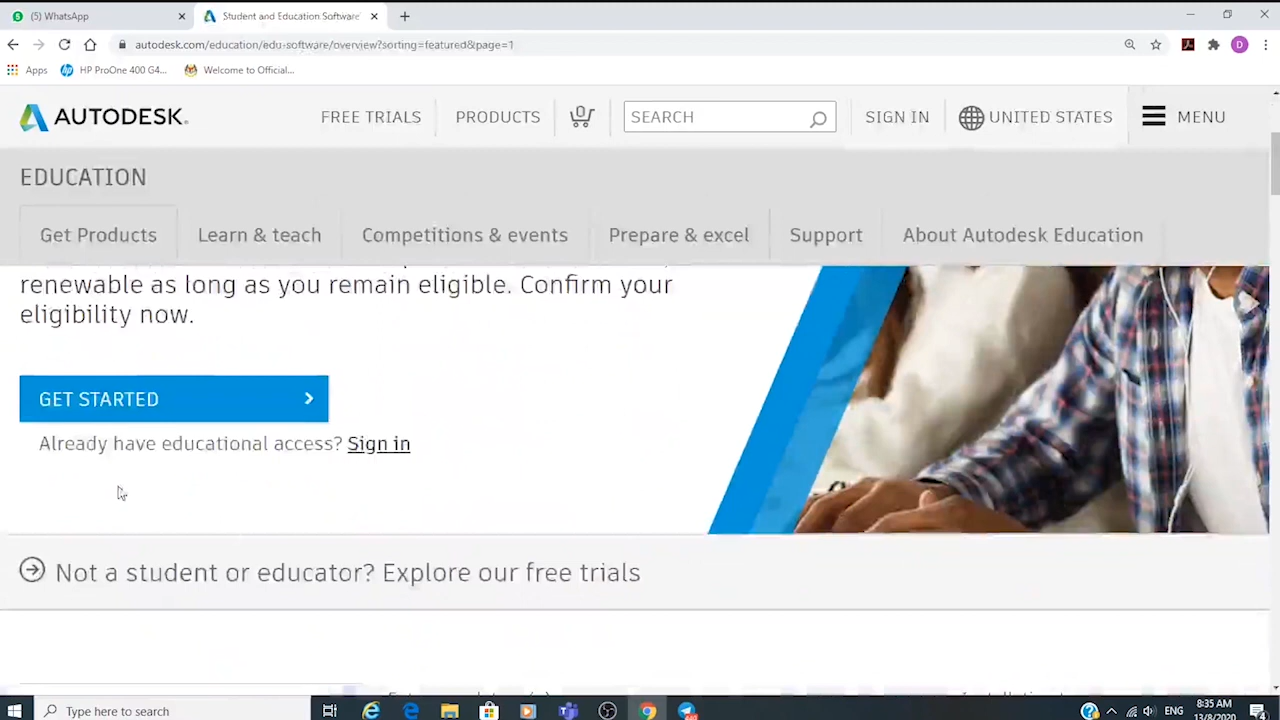 (5) WhatsApp
Student and Education Software
autodesk.com/education/edu-software/overview?sorting=featured&page=1
Apps
HP ProOne 400 G4...
Welcome to Official...
AUTODESK.
FREE TRIALS
PRODUCTS
0
SEARCH
SIGN IN
UNITED STATES
MENU
EDUCATION
Get Products
Learn & teach
Competitions & events
Prepare & excel
Support
About Autodesk Education
renewable as long as you remain eligible. Confirm your
eligibility now.
GET STARTED
Already have educational access? Sign in
Not a student or educator? Explore our free trials
Type here to search
ENG
8:35 AM
13/8/2020